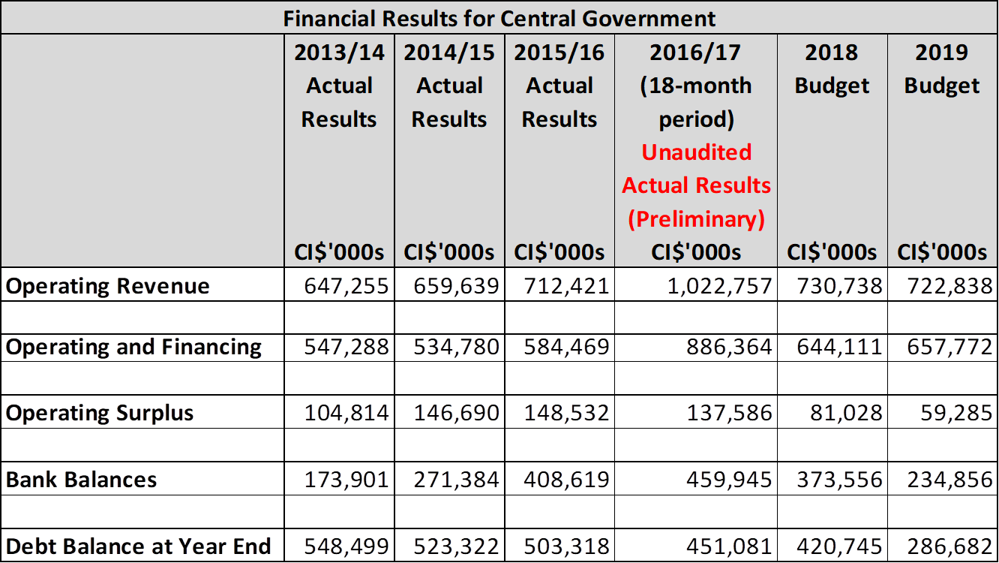 Financial Results for Central Government
2013/14 2014/15 2015/16 2016/17 2018 2019
Actual Actual Actual (18-month Budget Budget
Results Results Results period)
Unaudited
Actual Results
(Preliminary)
CI$'000s CI$'000s CI$'000s CI$'000s CI$'000s CI$'000s
Operating Revenue 647,255 659,639 712,421 1,022,757 730,738 722,838
Operating and Financing 547,288 534,780 584,469 886,364 644,111 657,772
Operating Surplus 104,814 146,690 148,532 137,586 81,028 59,285
Bank Balances 173,901 271,384 408,619 459,945 373,556 234,856
Debt Balance at Year End 548,499 523,322 503,318 451,081 420,745 286,682